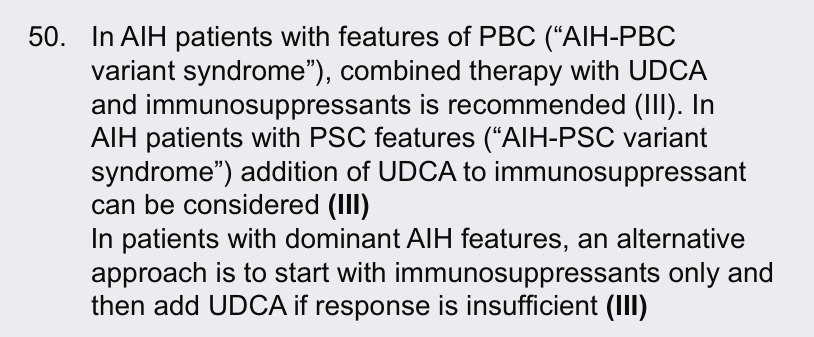 50. In AIH patients with features of PBC (“AIH-PBC
variant syndrome”), combined therapy with UDCA
and immunosuppressants is recommended (III). In
AIH patients with PSC features (“AIH-PSC variant
syndrome”) addition of UDCA to immunosuppressant
can be considered (III)
In patients with dominant AIH features, an alternative
approach is to start with immunosuppressants only and
then add UDCA if response is insufficient (III)